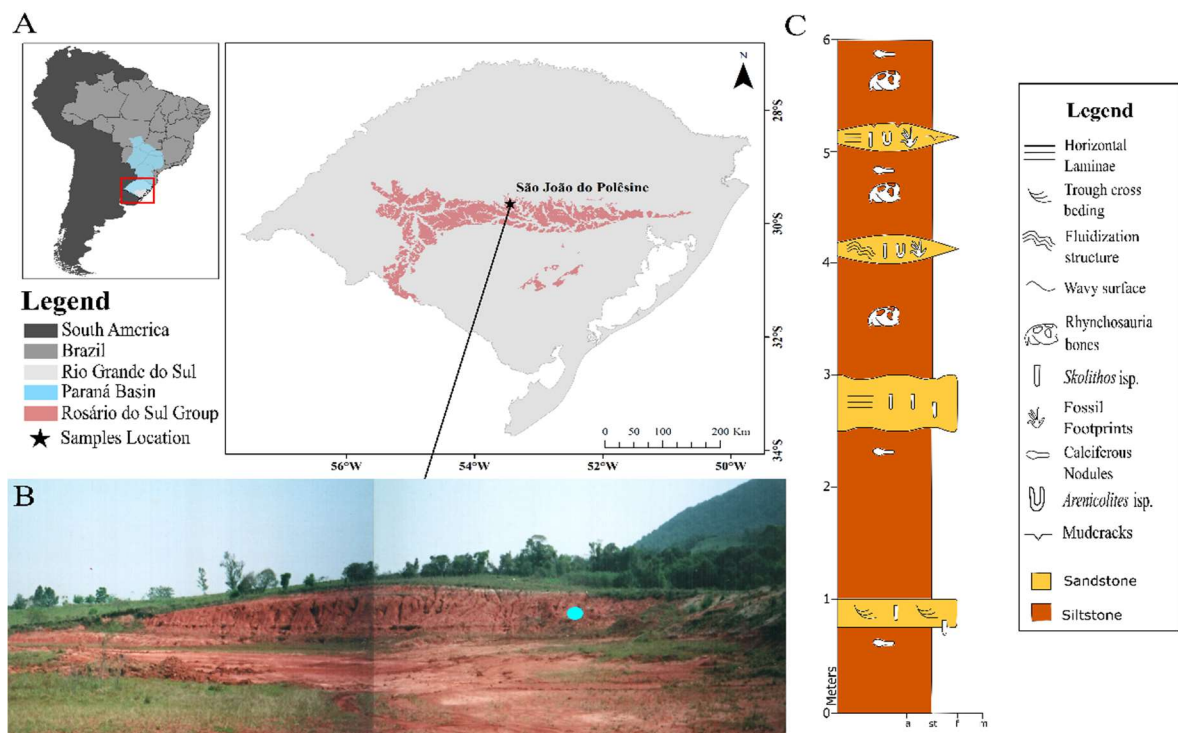 A
N
São João do Polêsine
28°S
30°S
32°S
34°S
56°W
54°W
52°W
50°W
0 50 100 200 Km
Legend
South America
Brazil
Rio Grande do Sul
Paraná Basin
Rosário do Sul Group
Samples Location
B
C
6
5
4
3
2
1
0
Meters
a st f m
Legend
Horizontal
Laminae
Trough cross
beding
Fluidization
structure
Wavy surface
Rhynchosauria
bones
Skolithos isp.
Fossil
Footprints
Calciferous
Nodules
Arenicolites isp.
Mudcracks
Sandstone
Siltstone